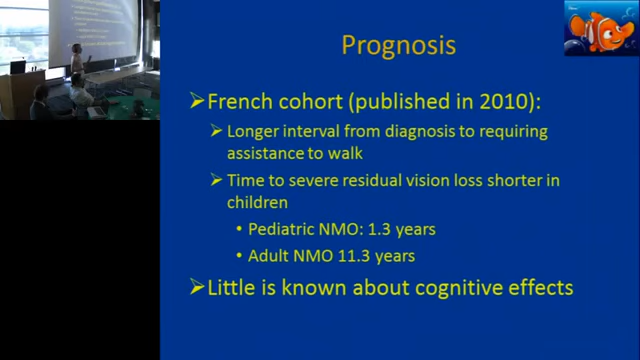 Prognosis
➢French cohort (published in 2010):
➢ Longer interval from diagnosis to requiring
assistance to walk
➢ Time to severe residual vision loss shorter in
children
• Pediatric NMO: 1.3 years
• Adult NMO 11.3 years
➢Little is known about cognitive effects